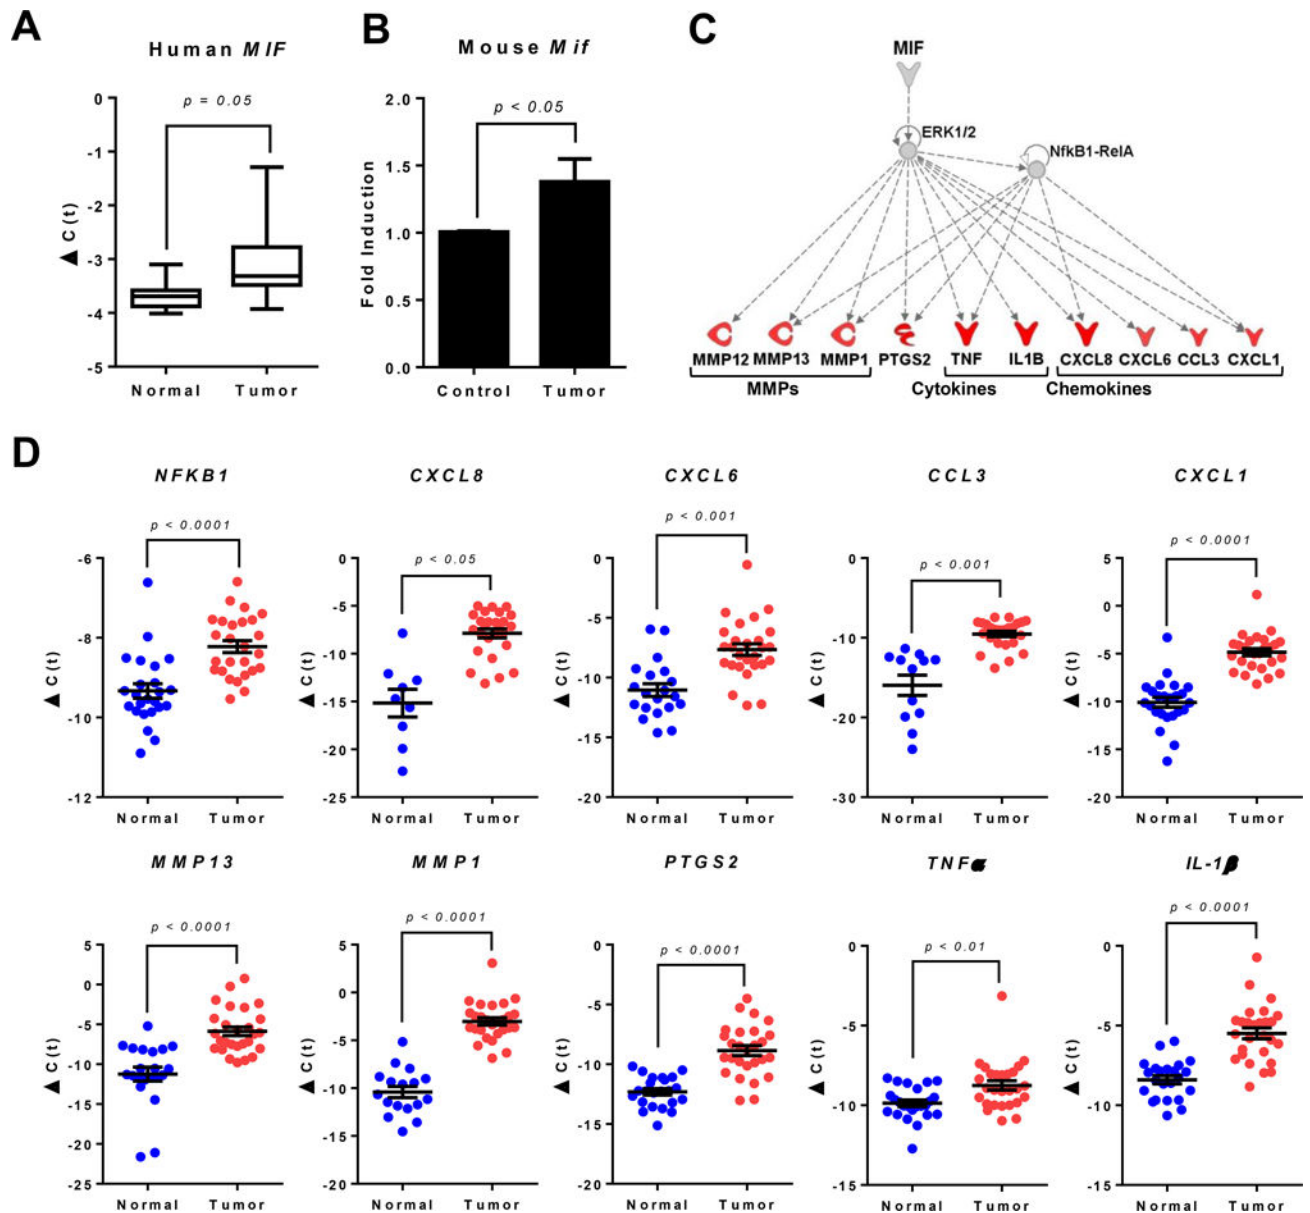 A
Human MIF
p = 0.05
0
-1
-2
-3
-4
-5
▲ C(t)
Normal Tumor
B
Mouse Mif
p < 0.05
2.0
1.5
1.0
0.5
0.0
Fold Induction
Control Tumor
C
MIF
ERK1/2
NfkB1-RelA
MMP12 MMP13 MMP1 PTGS2 TNF IL1B CXCL8 CXCL6 CCL3 CXCL1
MMPs Cytokines Chemokines
D
NFKB1
p < 0.0001
-6
-8
-10
-12
▲ C(t)
Normal Tumor
CXCL8
p < 0.05
0
-5
-10
-15
-20
-25
▲ C(t)
Normal Tumor
CXCL6
p < 0.001
0
-5
-10
-15
-20
▲ C(t)
Normal Tumor
CCL3
p < 0.001
0
-10
-20
-30
▲ C(t)
Normal Tumor
CXCL1
p < 0.0001
5
0
-5
-10
-15
-20
▲ C(t)
Normal Tumor
MMP13
p < 0.0001
5
0
-5
-10
-15
-20
-25
▲ C(t)
Normal Tumor
MMP1
p < 0.0001
5
0
-5
-10
-15
-20
▲ C(t)
Normal Tumor
PTGS2
p < 0.0001
0
-5
-10
-15
-20
▲ C(t)
Normal Tumor
TNFα
p < 0.01
0
-5
-10
-15
▲ C(t)
Normal Tumor
IL-1β
p < 0.0001
0
-5
-10
-15
▲ C(t)
Normal Tumor